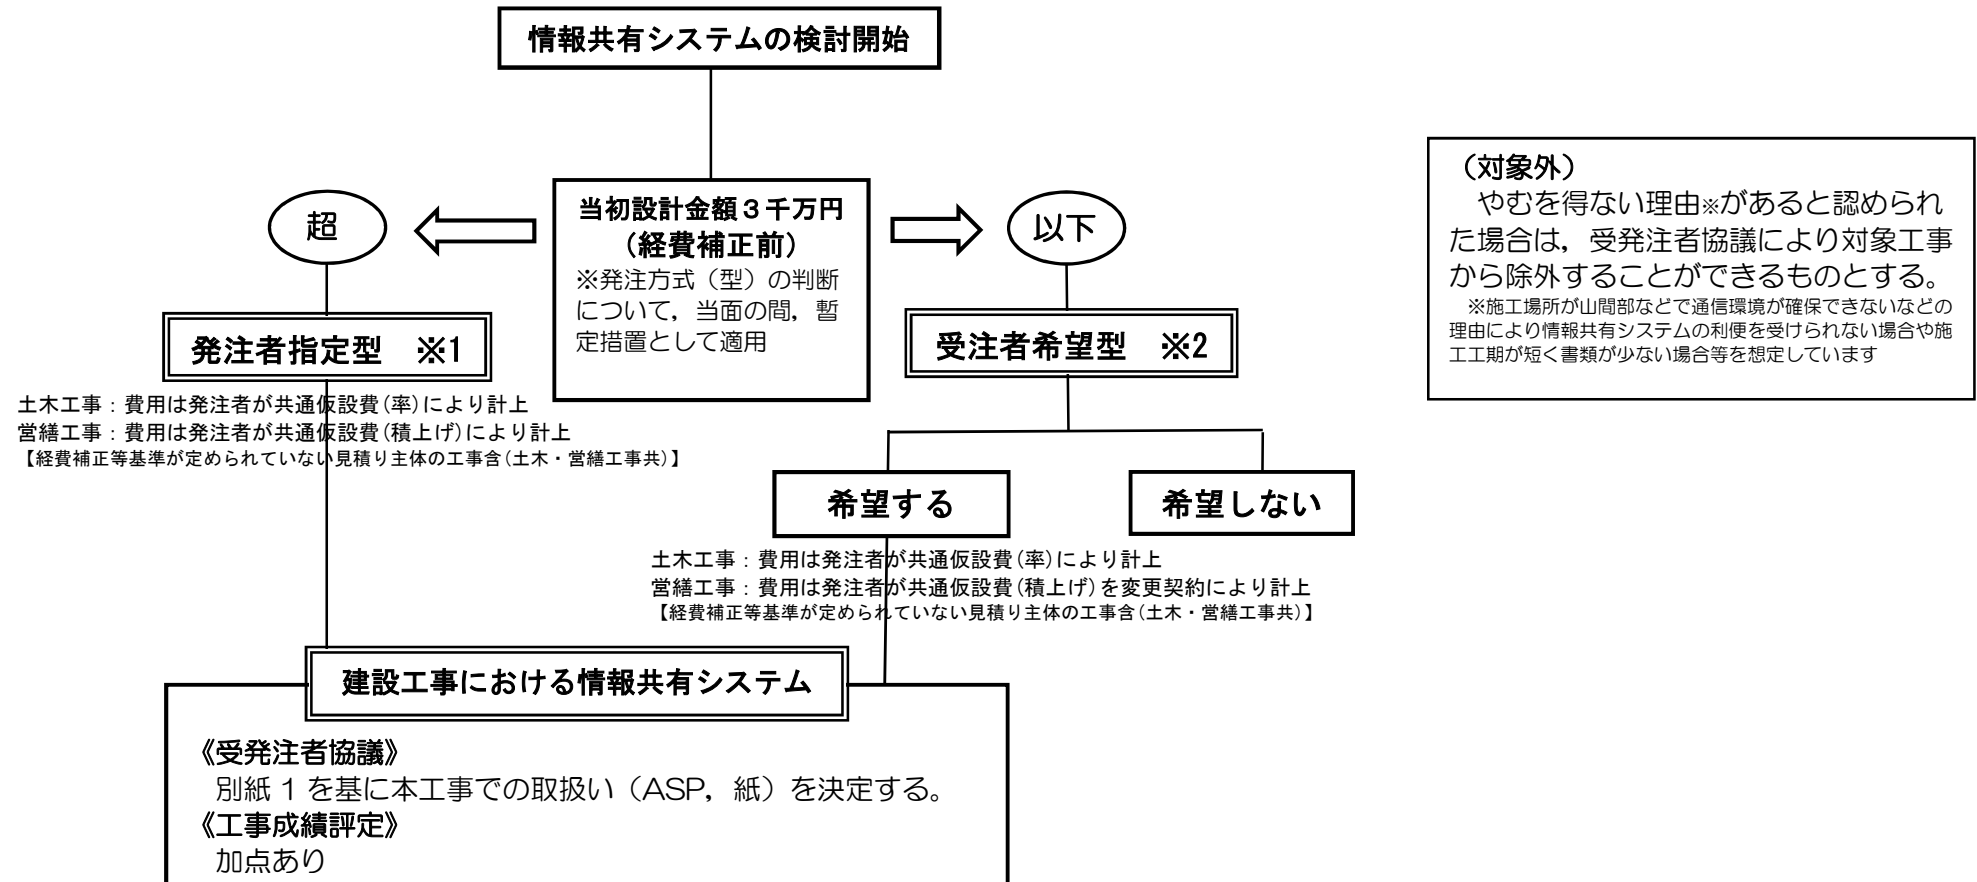 情報共有システムの検討開始
超
当初設計金額３千万円
（経費補正前）
※発注方式（型）の判断
について，当面の間，暫
定措置として適用
以下
（対象外）
やむを得ない理由※があると認められ
た場合は，受発注者協議により対象工事
から除外することができるものとする。
※施工場所が山間部などで通信環境が確保できないなどの
理由により情報共有システムの利便を受けられない場合や施
工工期が短く書類が少ない場合等を想定しています
発注者指定型　※1
土木工事：費用は発注者が共通仮設費(率)により計上
営繕工事：費用は発注者が共通仮設費(積上げ)により計上
【経費補正等基準が定められていない見積り主体の工事含(土木・営繕工事共)】
受注者希望型　※2
希望する
希望しない
土木工事：費用は発注者が共通仮設費(率)により計上
営繕工事：費用は発注者が共通仮設費(積上げ)を変更契約により計上
【経費補正等基準が定められていない見積り主体の工事含(土木・営繕工事共)】
建設工事における情報共有システム
《受発注者協議》
別紙 1 を基に本工事での取扱い（ASP，紙）を決定する。
《工事成績評定》
加点あり